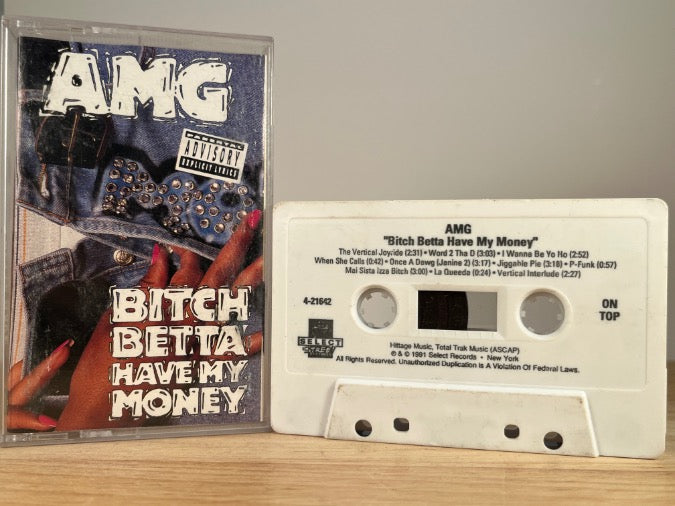 AMG
PARENTAL
ADVISORY
EXPLICIT LYRICS
BITCH
BETTA
HAVE MY
MONEY
AMG
"Bitch Betta Have My Money"
The Vertical Joyride (2:31) • Word 2 Tha D (3:03) • I Wanna Be Yo Ho (2:52)
When She Calls (0:42) • Once A Dawg (Janine 2) (3:17) • Jiggable Pie (3:18) • P-Funk (0:57)
Mai Sista Izza Bitch (3:00) • La Queeda (0:24) • Vertical Interlude (2:27)
4-21642
ON
TOP
SELECT
STREET
Hittage Music, Total Trak Music (ASCAP)
℗ & © 1991 Select Records • New York
All Rights Reserved. Unauthorized Duplication Is A Violation Of Federal Laws.